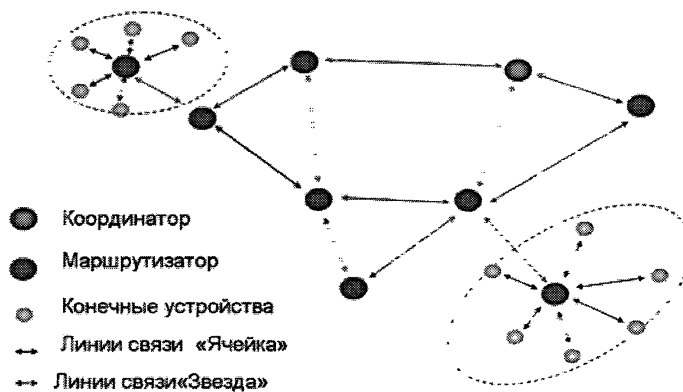 Координатор
Маршрутизатор
Конечные устройства
Линии связи «Ячейка»
Линии связи«Звезда»